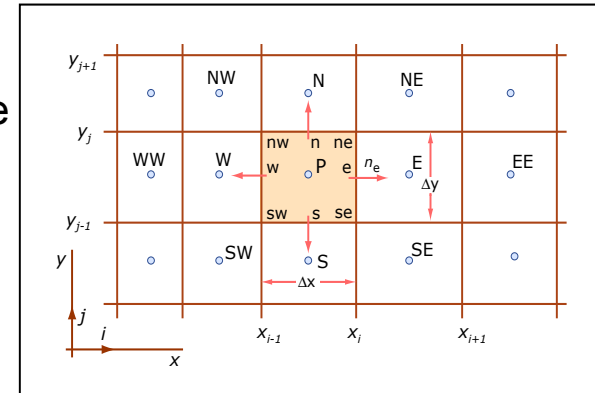 e
y_{j+1}
NW N NE
y_j
nw n ne
WW W w P e n_e E Δy EE
sw s se
y_{j-1}
SW S SE
y
Δx
j
i
x
x_{i-1} x_i x_{i+1}